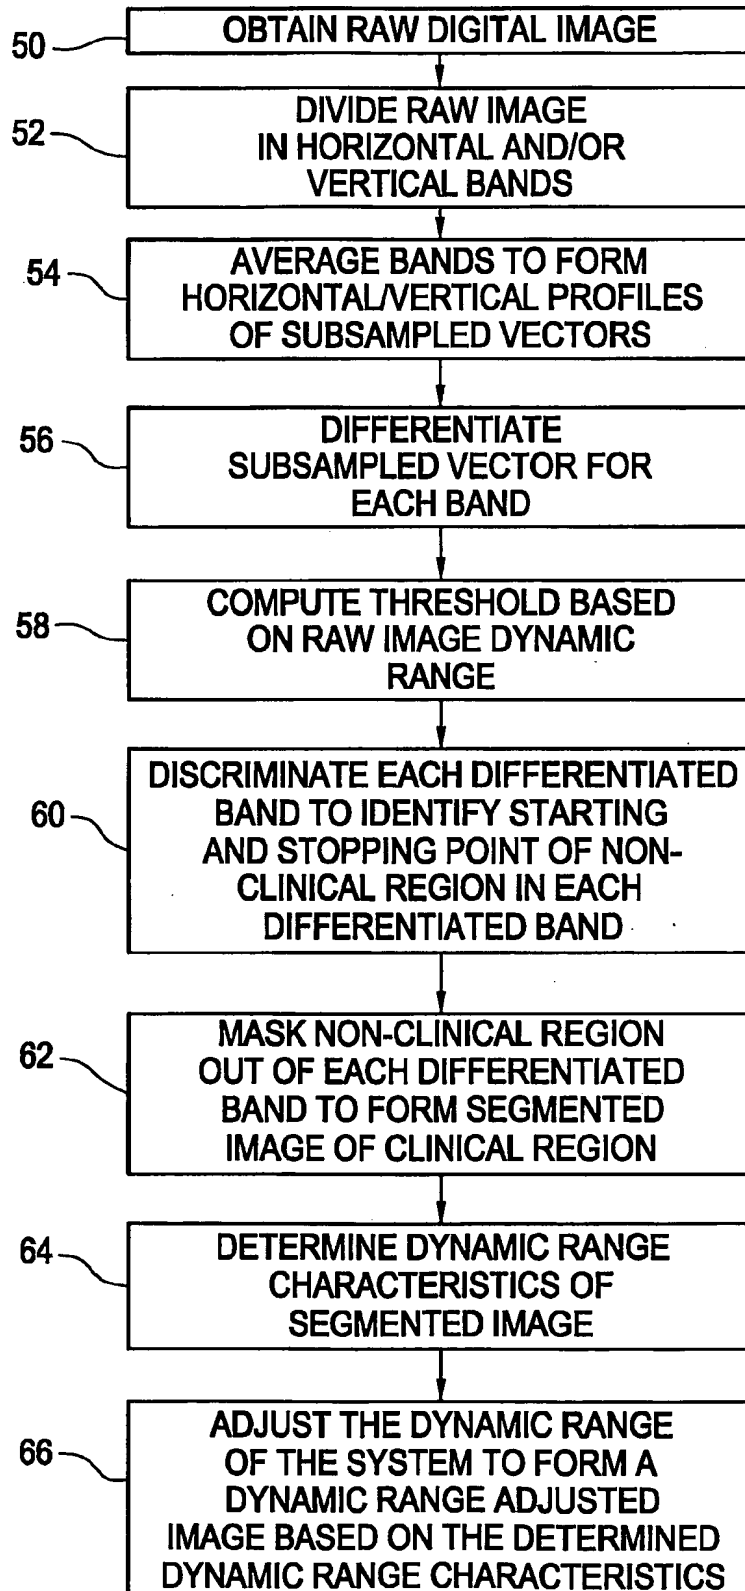 50
OBTAIN RAW DIGITAL IMAGE
52
DIVIDE RAW IMAGE
IN HORIZONTAL AND/OR
VERTICAL BANDS
54
AVERAGE BANDS TO FORM
HORIZONTAL/VERTICAL PROFILES
OF SUBSAMPLED VECTORS
56
DIFFERENTIATE
SUBSAMPLED VECTOR FOR
EACH BAND
58
COMPUTE THRESHOLD BASED
ON RAW IMAGE DYNAMIC
RANGE
60
DISCRIMINATE EACH DIFFERENTIATED
BAND TO IDENTIFY STARTING
AND STOPPING POINT OF NON-
CLINICAL REGION IN EACH
DIFFERENTIATED BAND
62
MASK NON-CLINICAL REGION
OUT OF EACH DIFFERENTIATED
BAND TO FORM SEGMENTED
IMAGE OF CLINICAL REGION
64
DETERMINE DYNAMIC RANGE
CHARACTERISTICS OF
SEGMENTED IMAGE
66
ADJUST THE DYNAMIC RANGE
OF THE SYSTEM TO FORM A
DYNAMIC RANGE ADJUSTED
IMAGE BASED ON THE DETERMINED
DYNAMIC RANGE CHARACTERISTICS